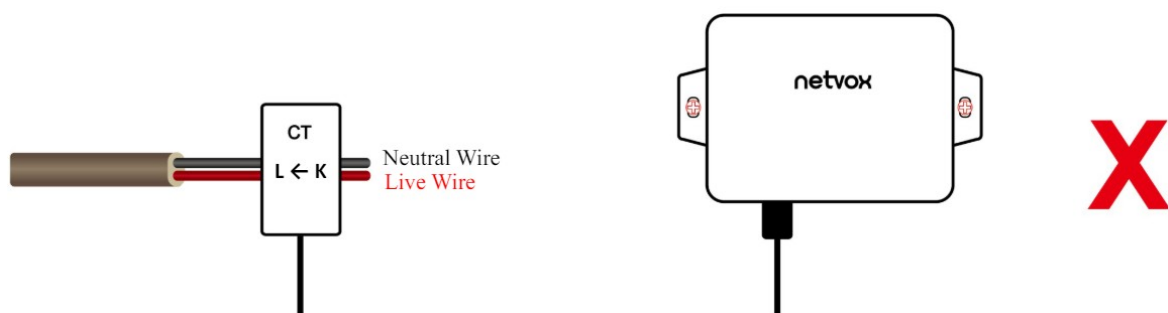 CT
L ← K
Neutral Wire
Live Wire
netvox
X